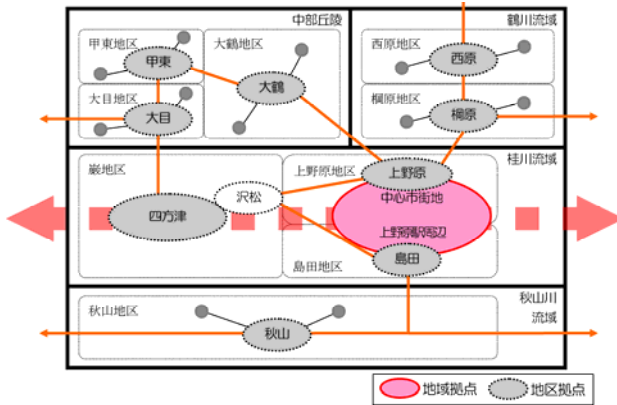 中部丘陵
鶴川流域
甲東地区
大鶴地区
西原地区
甲東
西原
大鶴
大目地区
棡原地区
大目
棡原
巌地区
上野原地区
桂川流域
上野原
沢松
中心市街地
四方津
上野原駅周辺
島田
島田地区
秋山地区
秋山川
流域
秋山
地域拠点
地区拠点